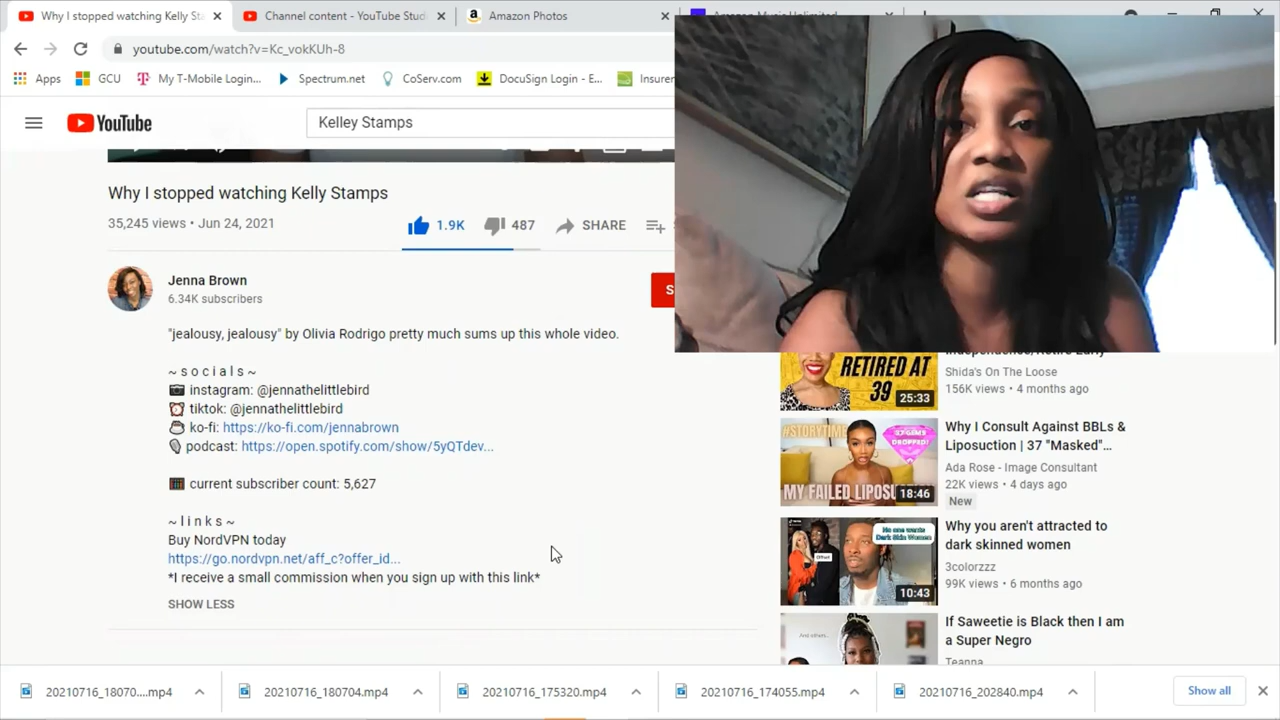 Why I stopped watching Kelly St
Channel content - YouTube Stud
Amazon Photos
youtube.com/watch?v=Kc_vokKUh-8
Apps
GCU
My T-Mobile Login...
Spectrum.net
CoServ.com
DocuSign Login - E...
YouTube
Kelley Stamps
Why I stopped watching Kelly Stamps
35,245 views • Jun 24, 2021
1.9K
487
SHARE
Jenna Brown
6.34K subscribers
S
"jealousy, jealousy" by Olivia Rodrigo pretty much sums up this whole video.
~ s o c i a l s ~
instagram: @jennathelittlebird
tiktok: @jennathelittlebird
ko-fi: https://ko-fi.com/jennabrown
podcast: https://open.spotify.com/show/5yQTdev...
current subscriber count: 5,627
~ l i n k s ~
Buy NordVPN today
https://go.nordvpn.net/aff_c?offer_id...
*I receive a small commission when you sign up with this link*
SHOW LESS
RETIRED AT
39
25:33
Shida's On The Loose
156K views • 4 months ago
#STORYTIME
MY FAILED LIPOSU
18:46
Why I Consult Against BBLs &
Liposuction | 37 "Masked"...
Ada Rose - Image Consultant
22K views • 4 days ago
New
No one wants
Dark Skin Women
10:43
Why you aren't attracted to
dark skinned women
3colorzzz
99K views • 6 months ago
And others...
If Saweetie is Black then I am
a Super Negro
Teanna
20210716_18070....mp4
20210716_180704.mp4
20210716_175320.mp4
20210716_174055.mp4
20210716_202840.mp4
Show all